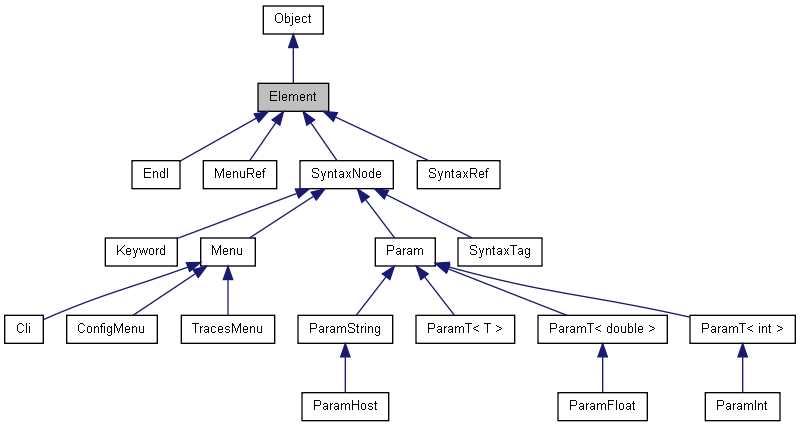 Object
Element
Endl
MenuRef
SyntaxNode
SyntaxRef
Keyword
Menu
Param
SyntaxTag
Cli
ConfigMenu
TracesMenu
ParamString
ParamT< T >
ParamT< double >
ParamT< int >
ParamHost
ParamFloat
ParamInt